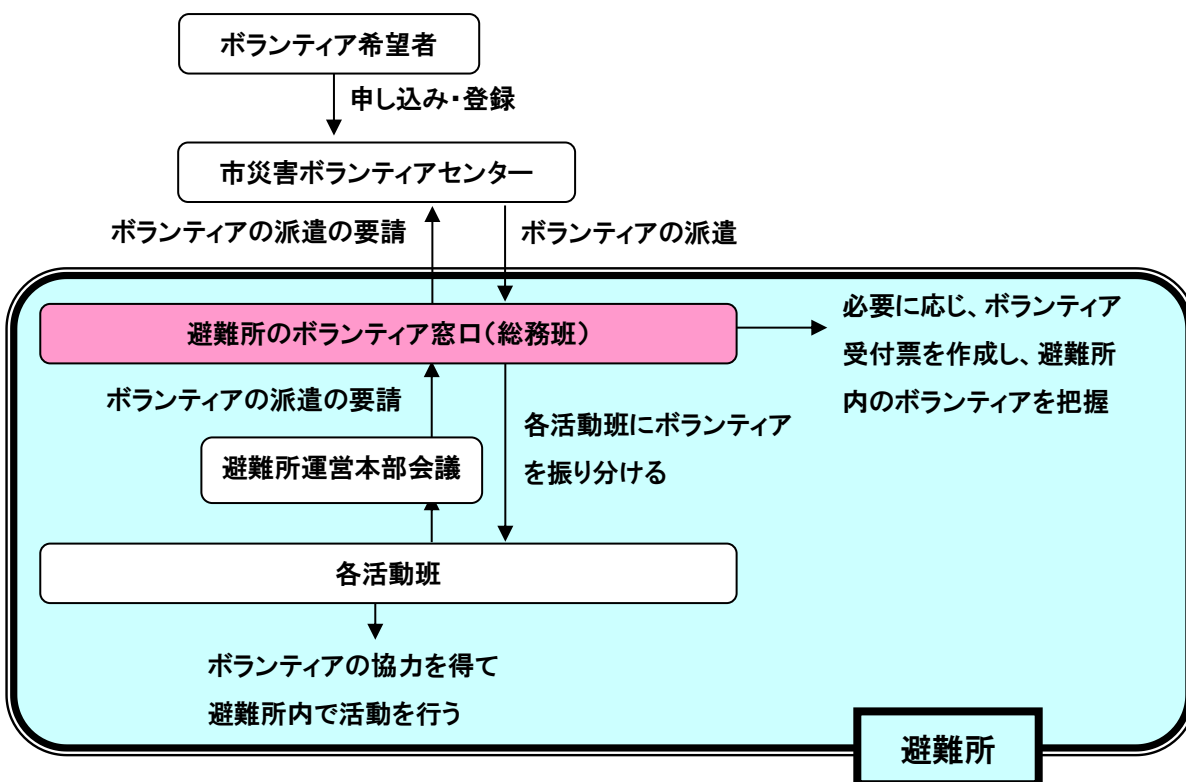 ボランティア希望者
申し込み・登録
市災害ボランティアセンター
ボランティアの派遣の要請
ボランティアの派遣
避難所のボランティア窓口(総務班)
必要に応じ、ボランティア
受付票を作成し、避難所
内のボランティアを把握
ボランティアの派遣の要請
各活動班にボランティア
を振り分ける
避難所運営本部会議
各活動班
ボランティアの協力を得て
避難所内で活動を行う
避難所